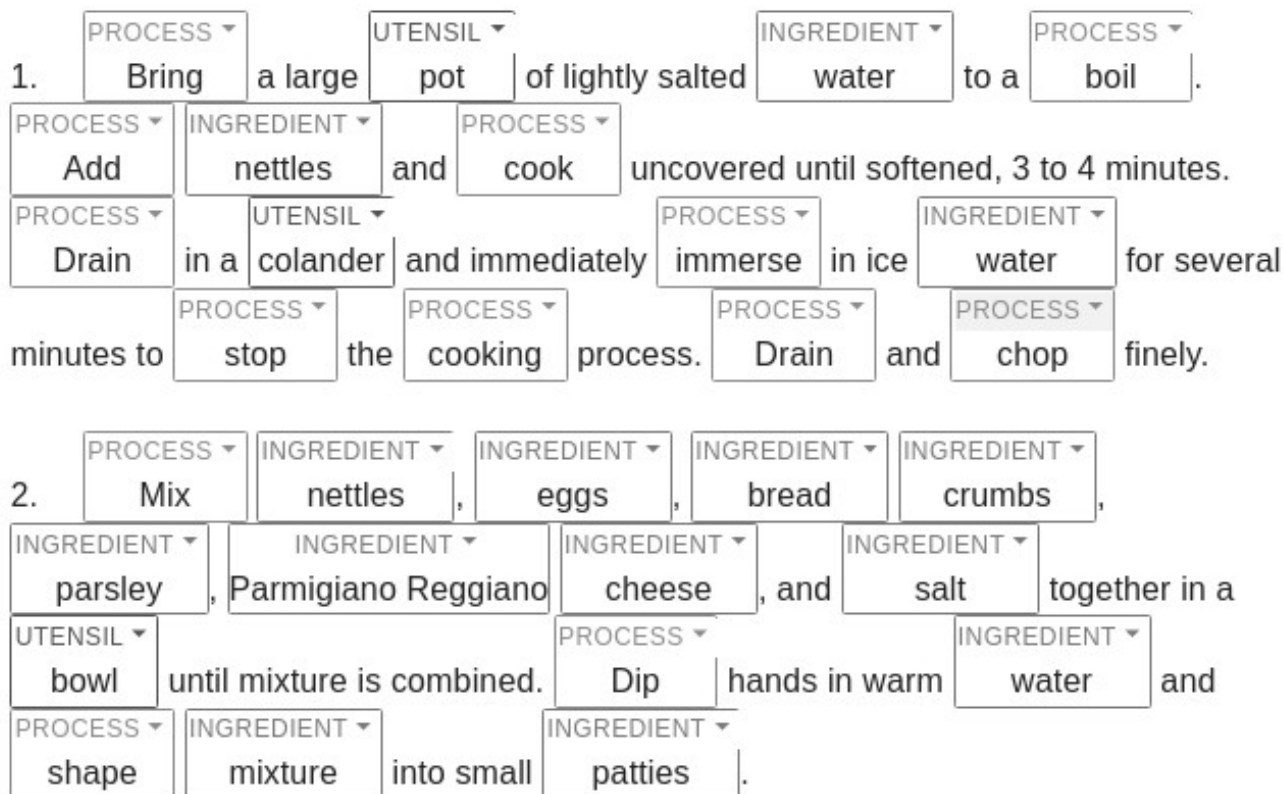 PROCESS UTENSIL INGREDIENT PROCESS
1. Bring a large pot of lightly salted water to a boil.
PROCESS INGREDIENT PROCESS
Add nettles and cook uncovered until softened, 3 to 4 minutes.
PROCESS UTENSIL PROCESS INGREDIENT
Drain in a colander and immediately immerse in ice water for several
PROCESS PROCESS PROCESS PROCESS
minutes to stop the cooking process. Drain and chop finely.
PROCESS INGREDIENT INGREDIENT INGREDIENT INGREDIENT
2. Mix nettles, eggs, bread crumbs,
INGREDIENT INGREDIENT INGREDIENT INGREDIENT
parsley, Parmigiano Reggiano cheese, and salt together in a
UTENSIL PROCESS INGREDIENT
bowl until mixture is combined. Dip hands in warm water and
PROCESS INGREDIENT INGREDIENT
shape mixture into small patties.